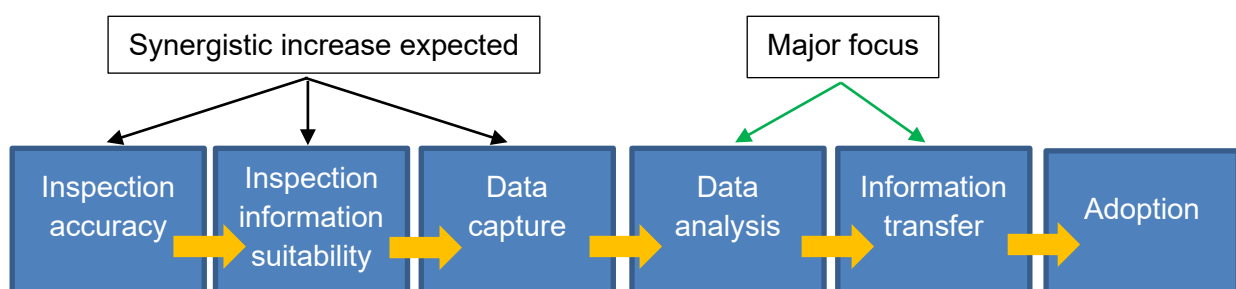 Synergistic increase expected
Major focus
Inspection
accuracy
Inspection
information
suitability
Data
capture
Data
analysis
Information
transfer
Adoption